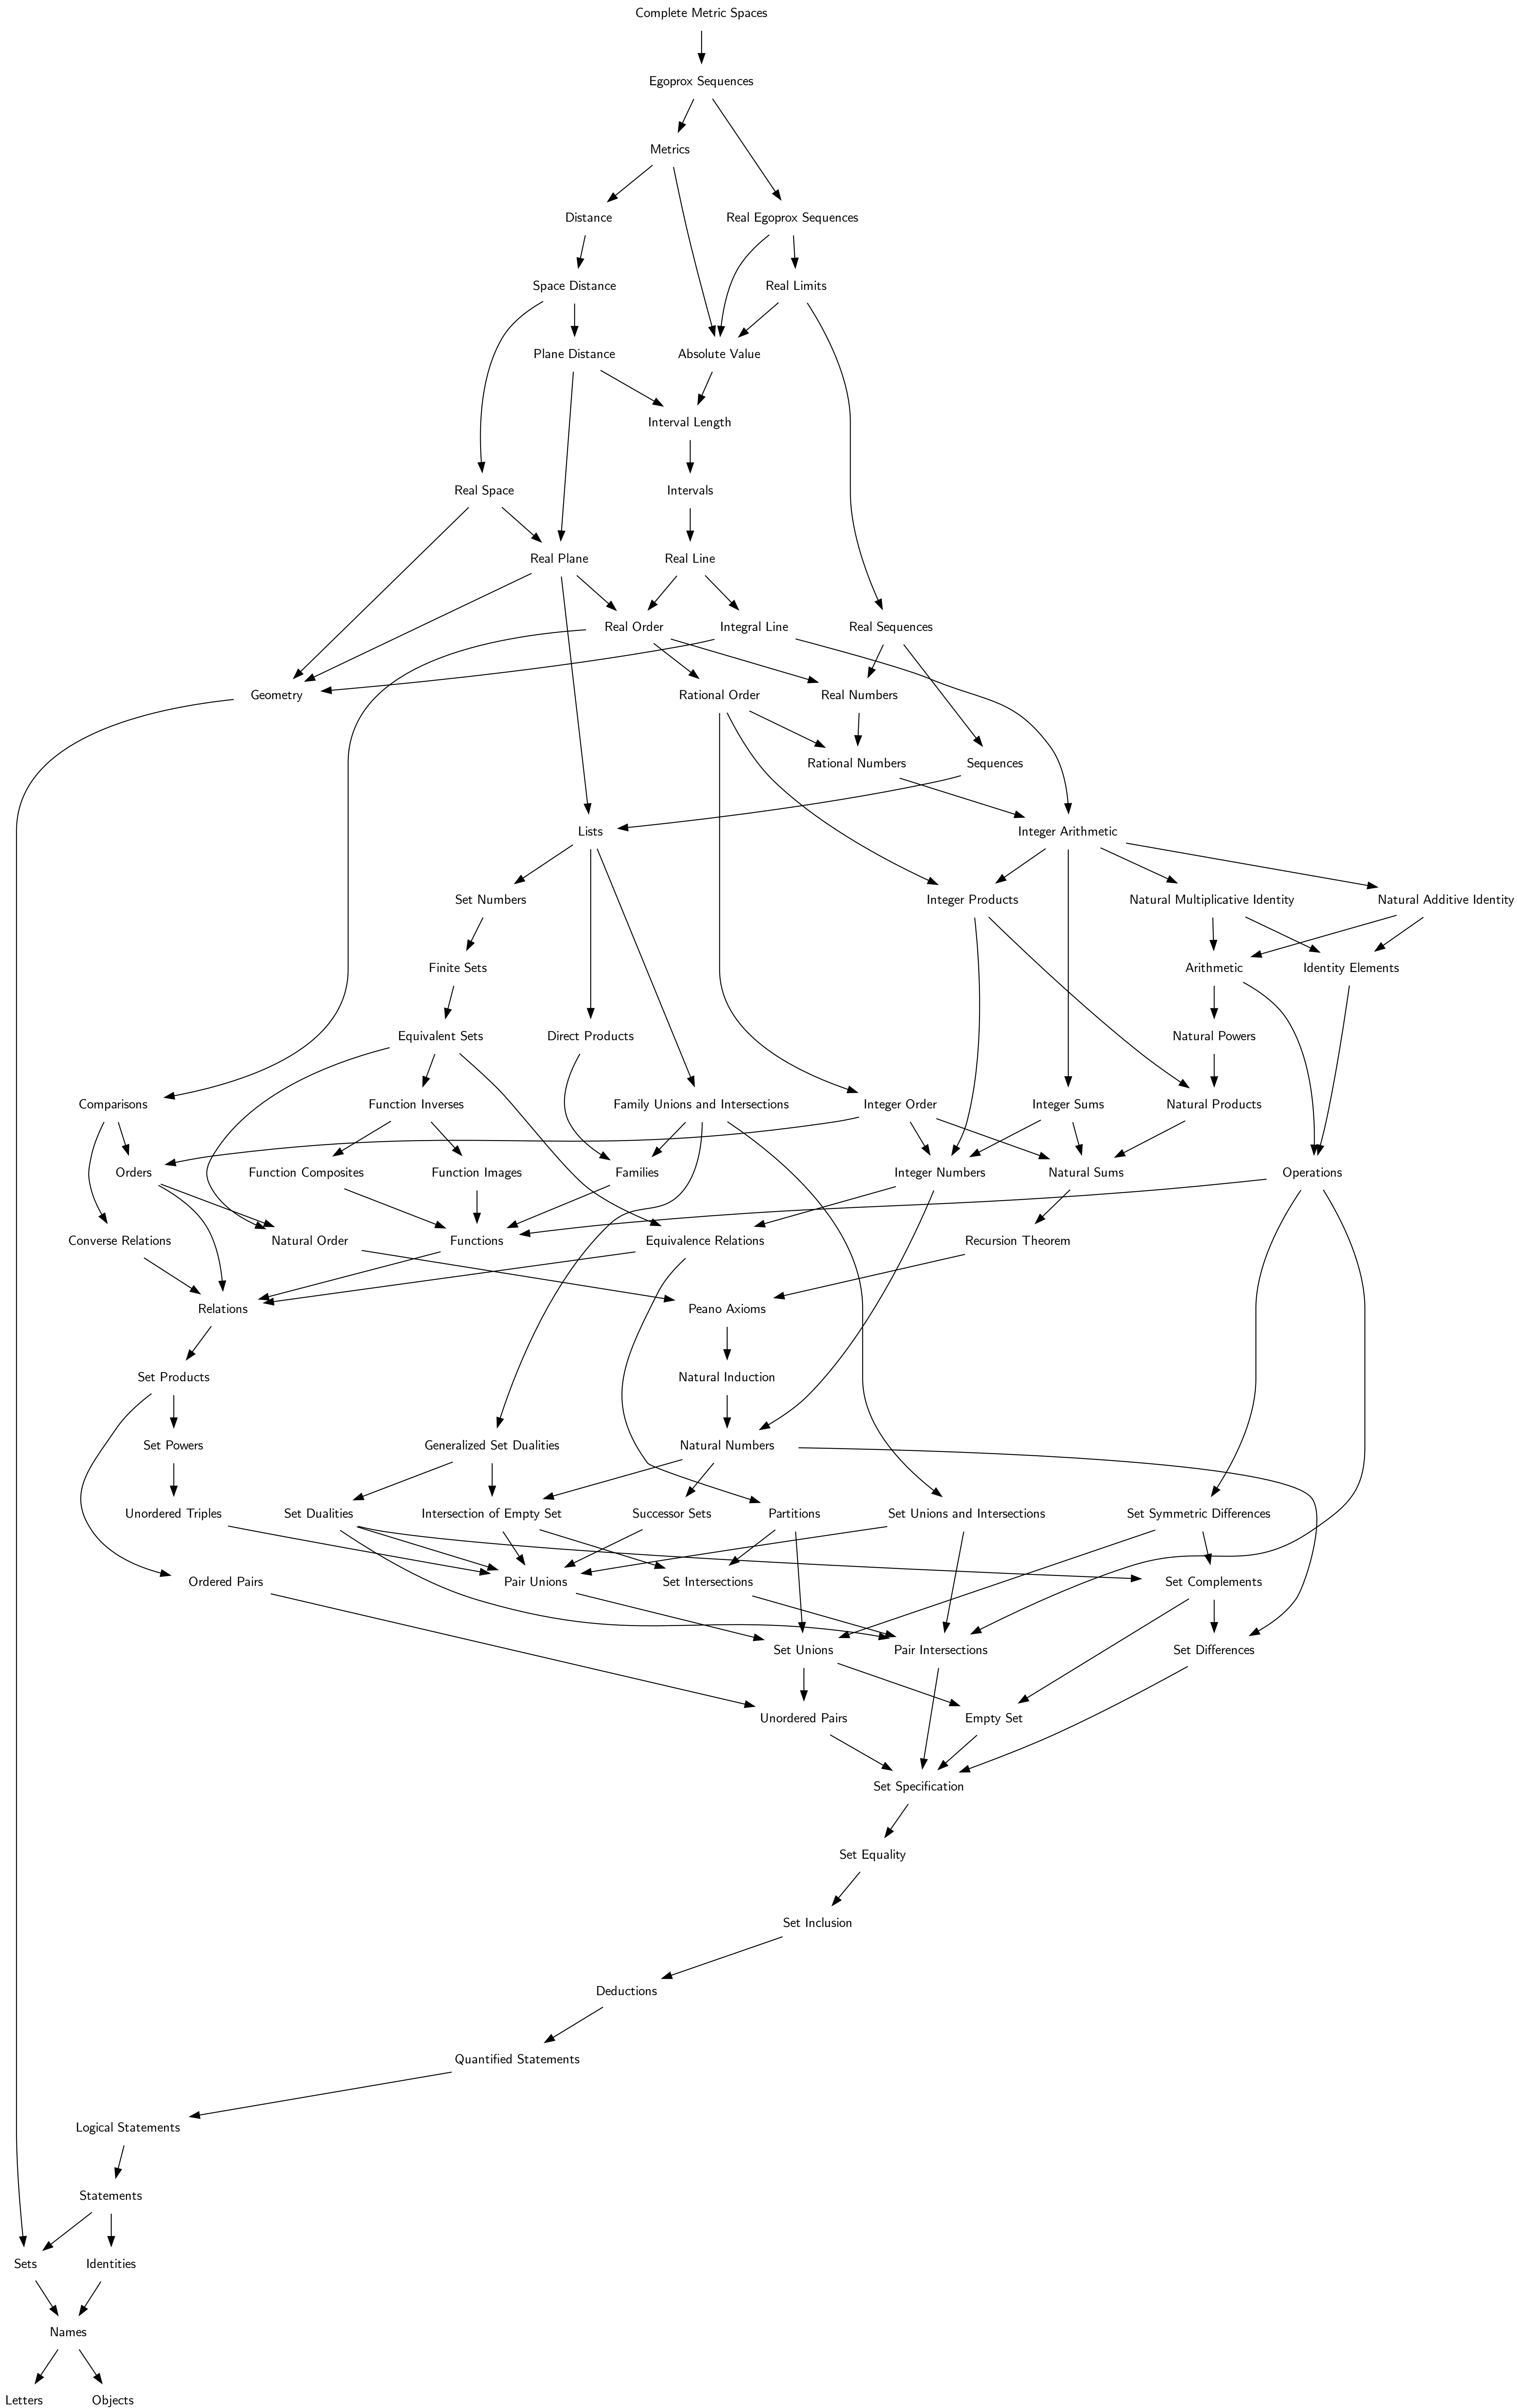 Complete Metric Spaces
Egoprox Sequences
Metrics
Distance
Real Egoprox Sequences
Space Distance
Real Limits
Plane Distance
Absolute Value
Interval Length
Real Space
Intervals
Real Plane
Real Line
Real Order
Integral Line
Real Sequences
Geometry
Rational Order
Real Numbers
Rational Numbers
Sequences
Lists
Integer Arithmetic
Set Numbers
Integer Products
Natural Multiplicative Identity
Natural Additive Identity
Finite Sets
Arithmetic
Identity Elements
Equivalent Sets
Direct Products
Natural Powers
Comparisons
Function Inverses
Family Unions and Intersections
Integer Order
Integer Sums
Natural Products
Orders
Function Composites
Function Images
Families
Integer Numbers
Natural Sums
Operations
Converse Relations
Natural Order
Functions
Equivalence Relations
Recursion Theorem
Relations
Peano Axioms
Set Products
Natural Induction
Set Powers
Generalized Set Dualities
Natural Numbers
Unordered Triples
Set Dualities
Intersection of Empty Set
Successor Sets
Partitions
Set Unions and Intersections
Set Symmetric Differences
Ordered Pairs
Pair Unions
Set Intersections
Set Complements
Set Unions
Pair Intersections
Set Differences
Unordered Pairs
Empty Set
Set Specification
Set Equality
Set Inclusion
Deductions
Quantified Statements
Logical Statements
Statements
Sets
Identities
Names
Letters
Objects